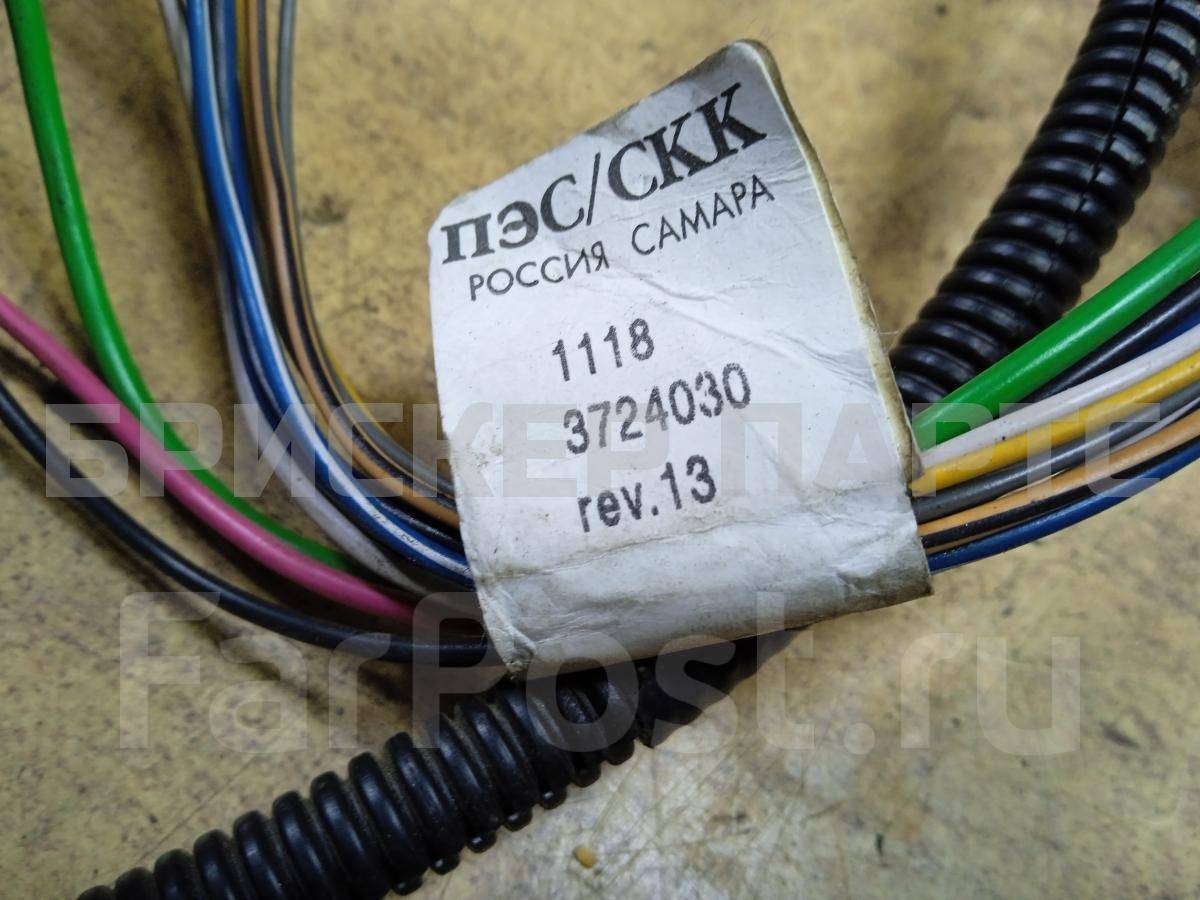 ПЭС/СКК
РОССИЯ САМАРА
1118
3724030
rev.13
БРИСКЕР ПАРТС
FarPost.ru